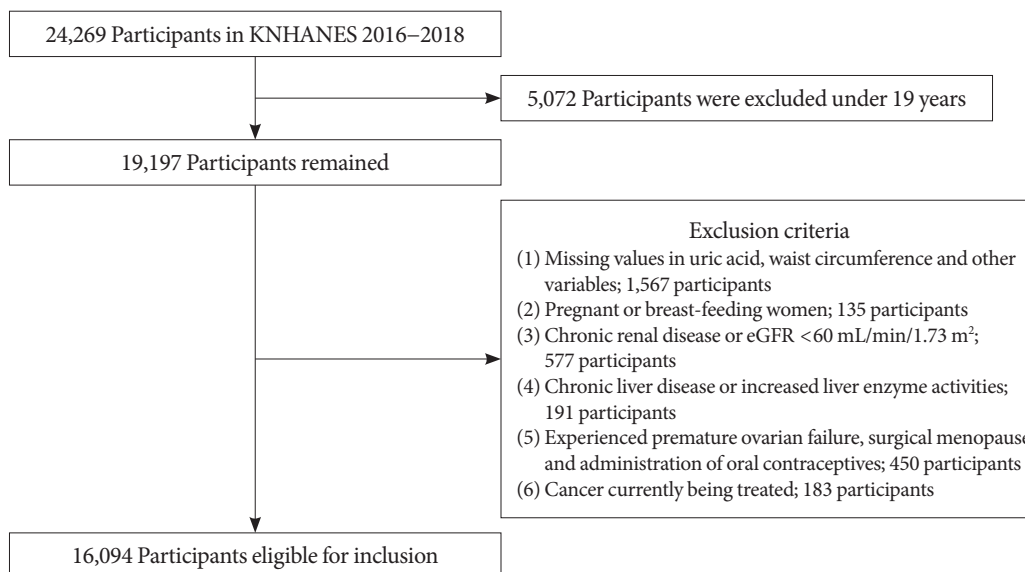 24,269 Participants in KNHANES 2016–2018
5,072 Participants were excluded under 19 years
19,197 Participants remained
Exclusion criteria
(1) Missing values in uric acid, waist circumference and other
variables; 1,567 participants
(2) Pregnant or breast-feeding women; 135 participants
(3) Chronic renal disease or eGFR <60 mL/min/1.73 m²;
577 participants
(4) Chronic liver disease or increased liver enzyme activities;
191 participants
(5) Experienced premature ovarian failure, surgical menopause
and administration of oral contraceptives; 450 participants
(6) Cancer currently being treated; 183 participants
16,094 Participants eligible for inclusion